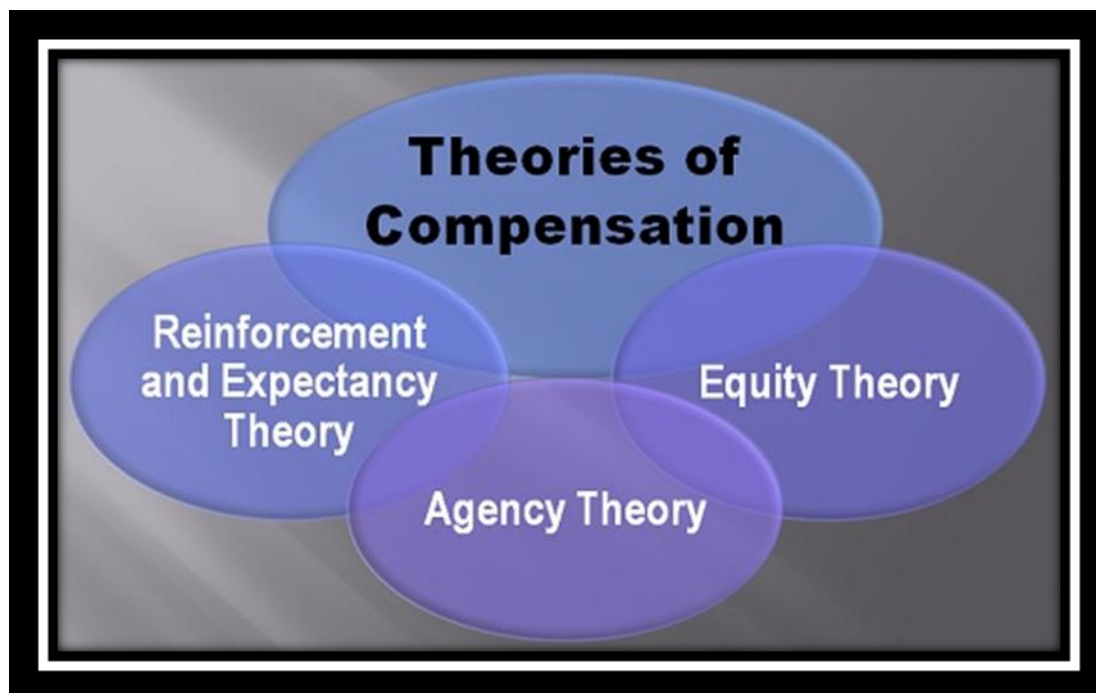 Theories of
Compensation
Reinforcement
and Expectancy
Theory
Equity Theory
Agency Theory